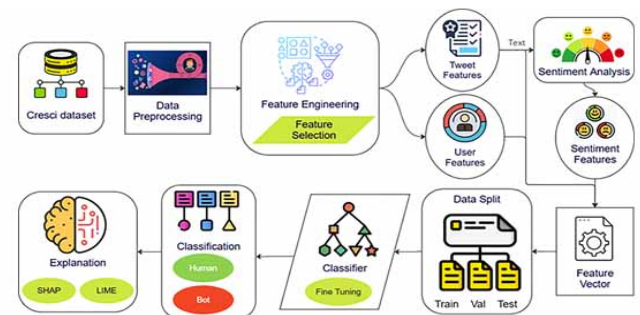 Cresci dataset
Data
Preprocessing
Feature Engineering
Feature
Selection
Tweet
Features
Text
Sentiment Analysis
User
Features
Sentiment
Features
Explanation
SHAP
LIME
Classification
Human
Bot
Classifier
Fine Tuning
Data Split
Train
Val
Test
Feature
Vector